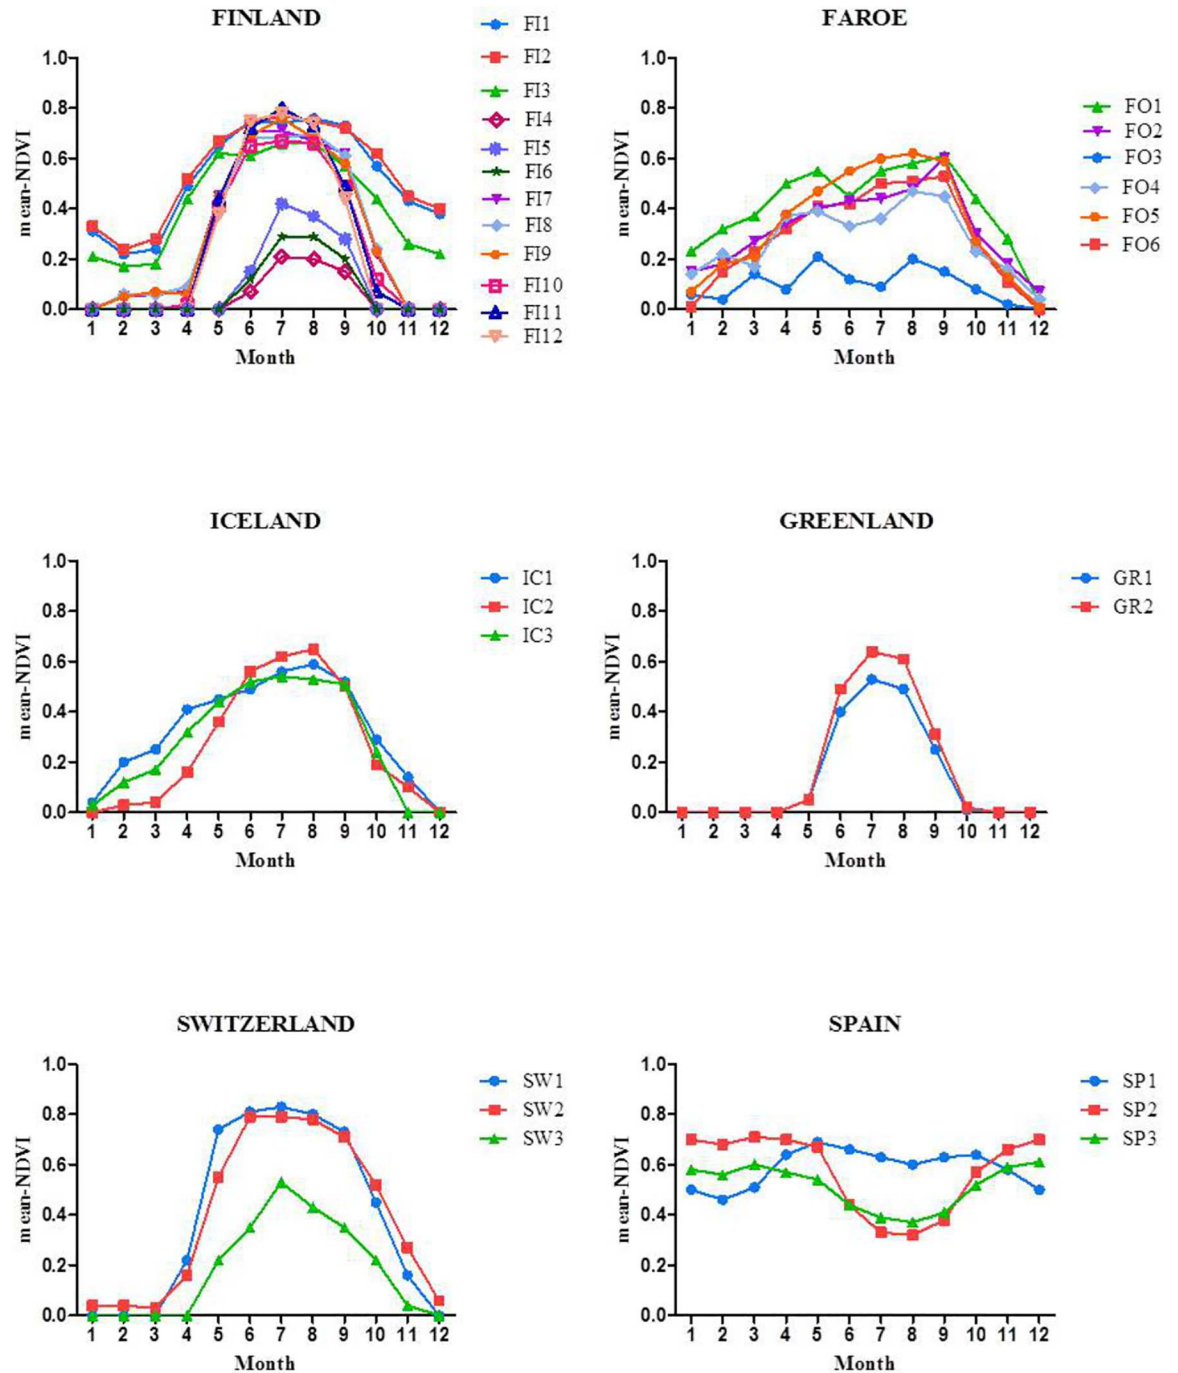 FINLAND
1.0
0.8
0.6
0.4
0.2
0.0
mean-NDVI
1 2 3 4 5 6 7 8 9 10 11 12
Month
FI1
FI2
FI3
FI4
FI5
FI6
FI7
FI8
FI9
FI10
FI11
FI12
FAROE
1.0
0.8
0.6
0.4
0.2
0.0
mean-NDVI
1 2 3 4 5 6 7 8 9 10 11 12
Month
FO1
FO2
FO3
FO4
FO5
FO6
ICELAND
1.0
0.8
0.6
0.4
0.2
0.0
mean-NDVI
1 2 3 4 5 6 7 8 9 10 11 12
Month
IC1
IC2
IC3
GREENLAND
1.0
0.8
0.6
0.4
0.2
0.0
mean-NDVI
1 2 3 4 5 6 7 8 9 10 11 12
Month
GR1
GR2
SWITZERLAND
1.0
0.8
0.6
0.4
0.2
0.0
mean-NDVI
1 2 3 4 5 6 7 8 9 10 11 12
Month
SW1
SW2
SW3
SPAIN
1.0
0.8
0.6
0.4
0.2
0.0
mean-NDVI
1 2 3 4 5 6 7 8 9 10 11 12
Month
SP1
SP2
SP3